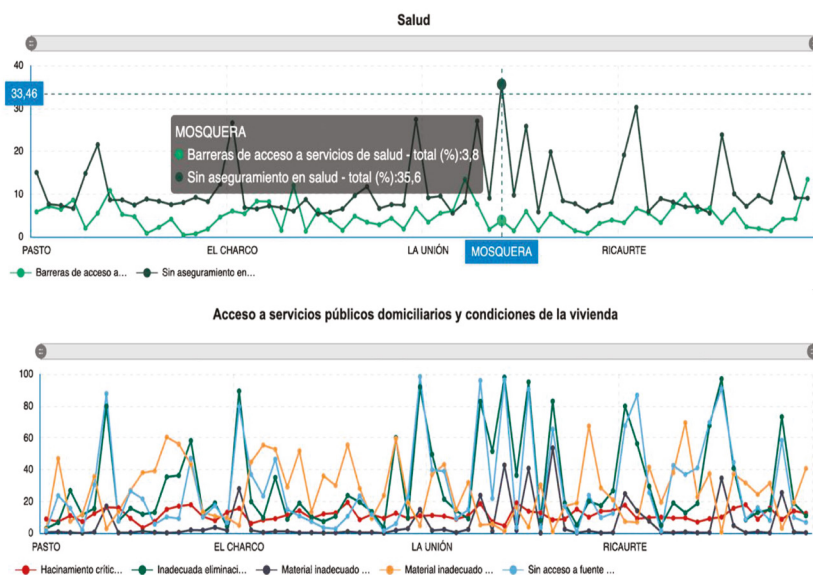 Salud
40
33,46
30
20
10
0
MOSQUERA
Barreras de acceso a servicios de salud - total (%):3,8
Sin aseguramiento en salud - total (%):35,6
PASTO
EL CHARCO
LA UNIÓN
MOSQUERA
RICAURTE
Barreras de acceso a...
Sin aseguramiento en...
Acceso a servicios públicos domiciliarios y condiciones de la vivienda
100
80
60
40
20
0
PASTO
EL CHARCO
LA UNIÓN
RICAURTE
Hacinamiento crític...
Inadecuada eliminaci...
Material inadecuado ...
Material inadecuado ...
Sin acceso a fuente ...